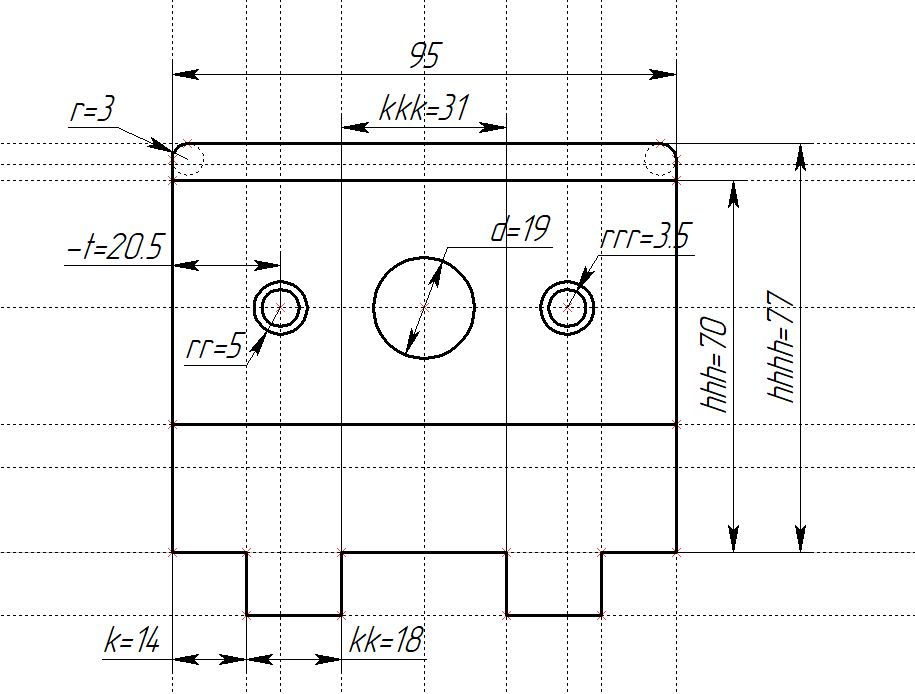 95
kkk=31
r=3
d=19
rrr=3.5
-t=20.5
rr=5
hhh=70
hhhh=77
k=14
kk=18